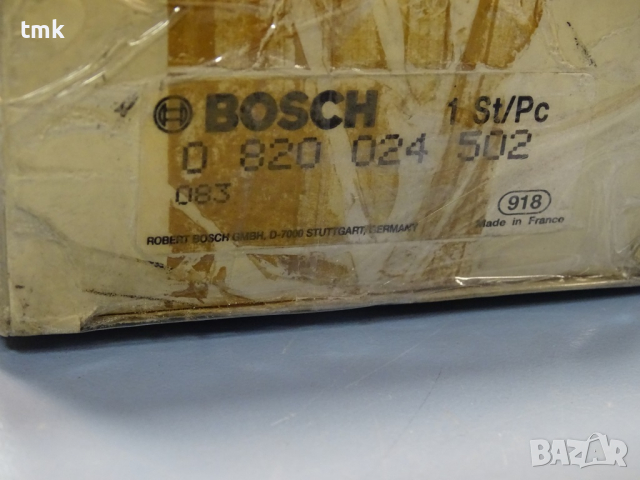 tmk
BOSCH 1 St/Pc
0 820 024 502
083
918
ROBERT BOSCH GMBH, D-7000 STUTTGART, GERMANY
Made in France
BAZAR